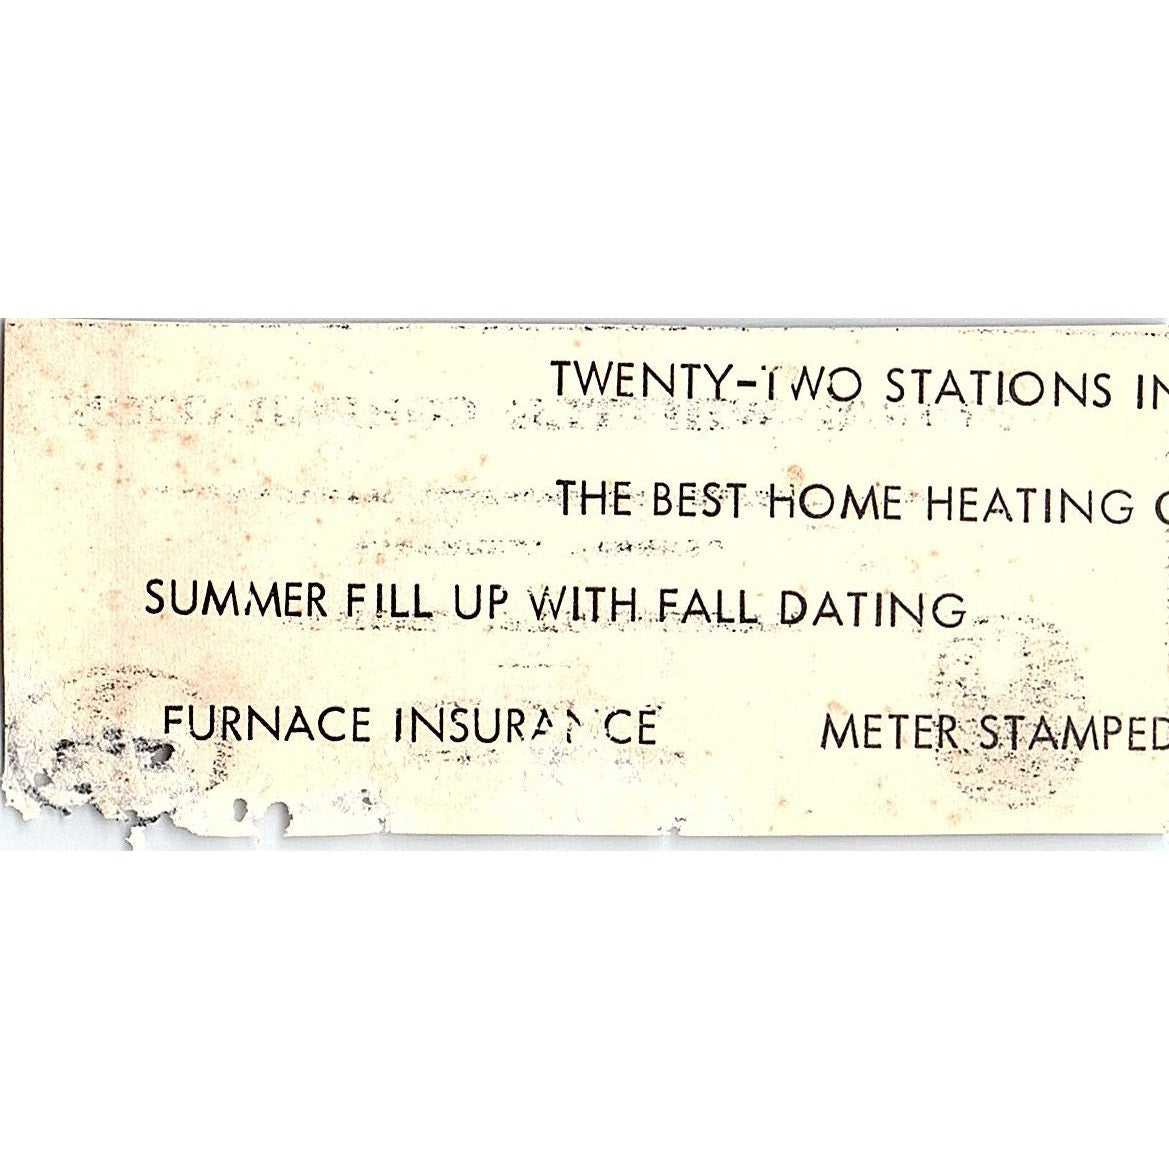 TWENTY-TWO STATIONS IN
THE BEST HOME HEATING
SUMMER FILL UP WITH FALL DATING
FURNACE INSURANCE METER STAMPED